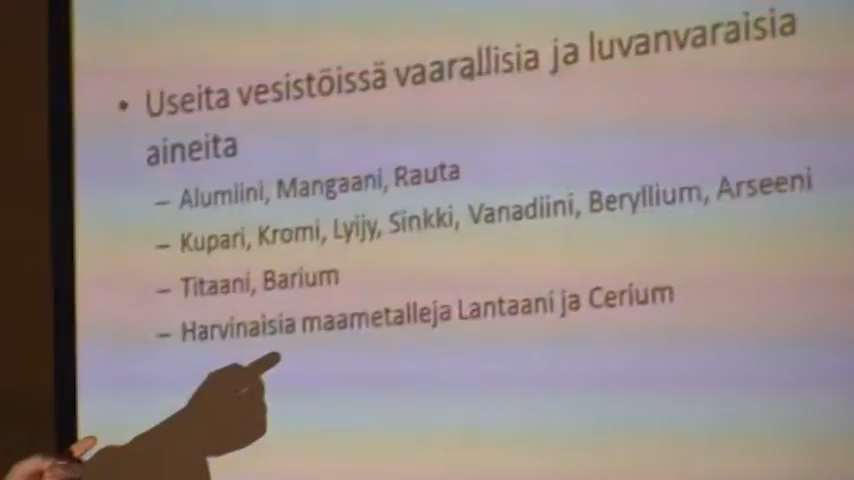 • Useita vesistöissä vaarallisia ja luvanvaraisia
aineita
– Alumiini, Mangaani, Rauta
– Kupari, Kromi, Lyijy, Sinkki, Vanadiini, Beryllium, Arseeni
– Titaani, Barium
– Harvinaisia maametalleja Lantaani ja Cerium